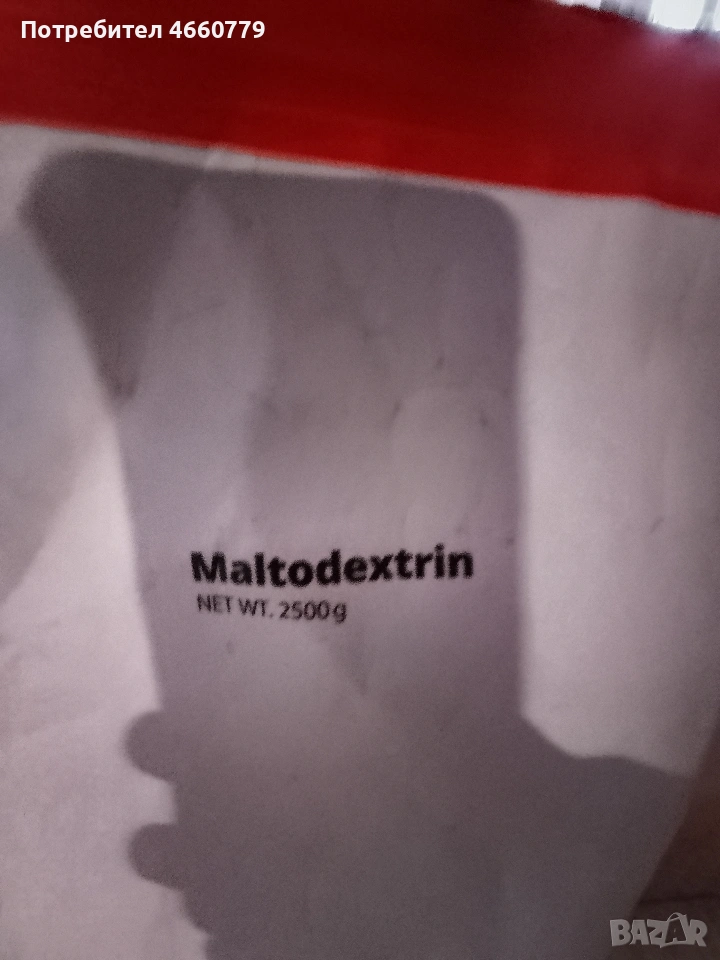 Потребител 4660779
Maltodextrin
NET WT. 2500g
BAZAR